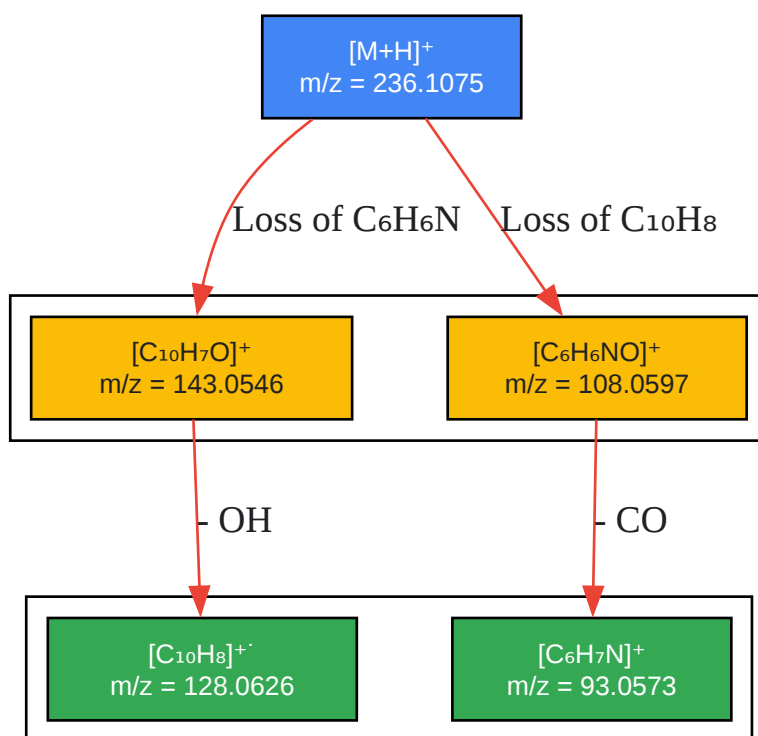 [M+H]⁺
m/z = 236.1075
Loss of C₆H₆N
Loss of C₁₀H₈
[C₁₀H₇O]⁺
m/z = 143.0546
[C₆H₆NO]⁺
m/z = 108.0597
- OH
- CO
[C₁₀H₈]⁺˙
m/z = 128.0626
[C₆H₇N]⁺
m/z = 93.0573